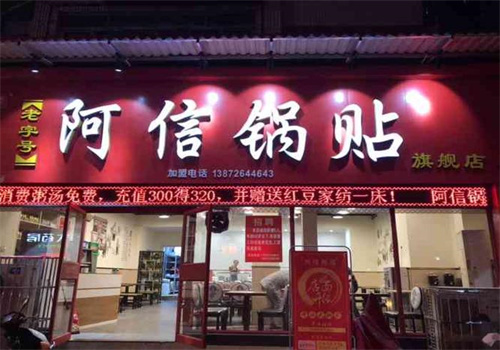 老字号
阿信锅贴
旗舰店
加盟电话 13872644643
消费粥汤免费，充值300得320，并赠送红豆家纺一床！ 阿信锅
招聘